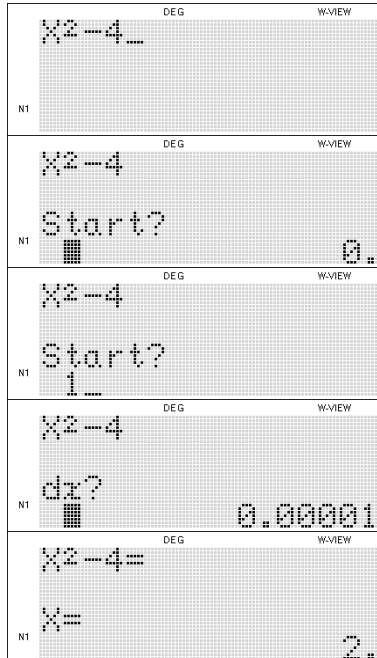 DEG W-VIEW
X²-4_
N1
DEG W-VIEW
X²-4
Start?
N1 0.
DEG W-VIEW
X²-4
Start?
N1 1_
DEG W-VIEW
X²-4
dx?
N1 0.00001
DEG W-VIEW
X²-4=
X=
N1 2.